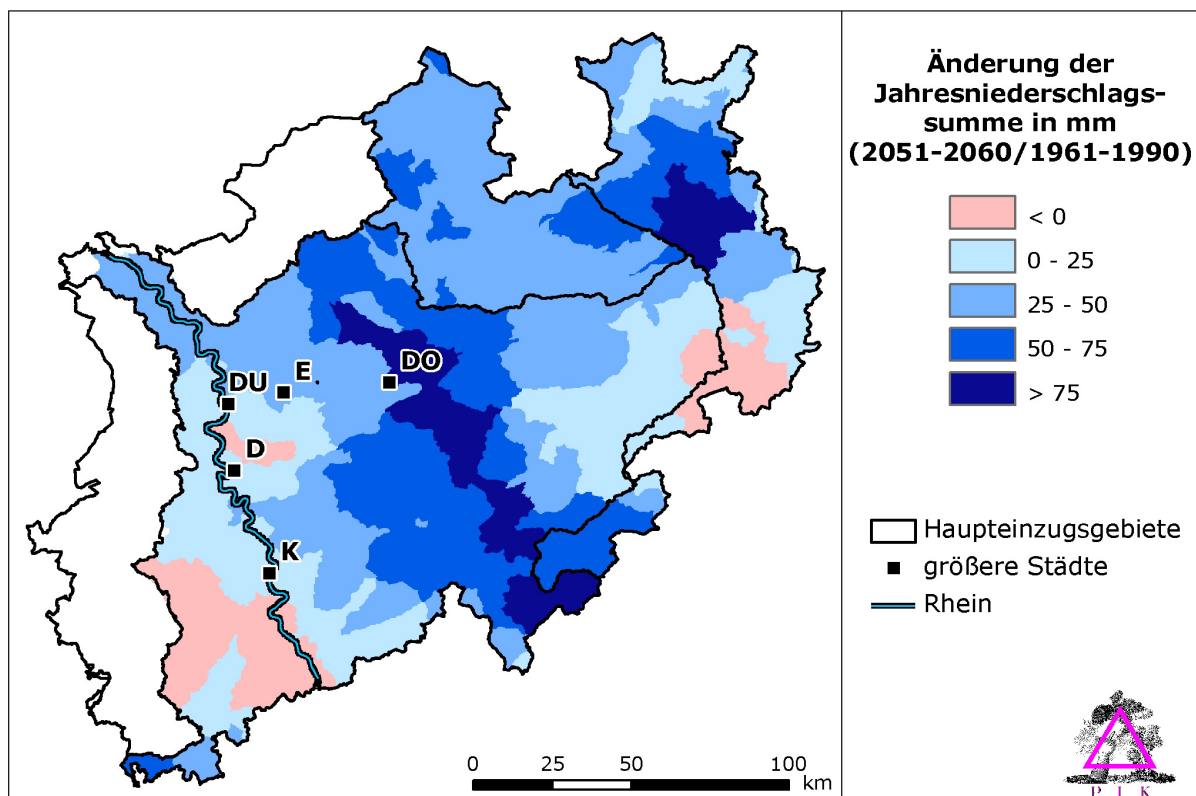 Änderung der
Jahresniederschlags-
summe in mm
(2051-2060/1961-1990)
< 0
0 - 25
25 - 50
50 - 75
> 75
Haupteinzugsgebiete
größere Städte
Rhein
DO
E
DU
D
K
0 25 50 100
km
P I K